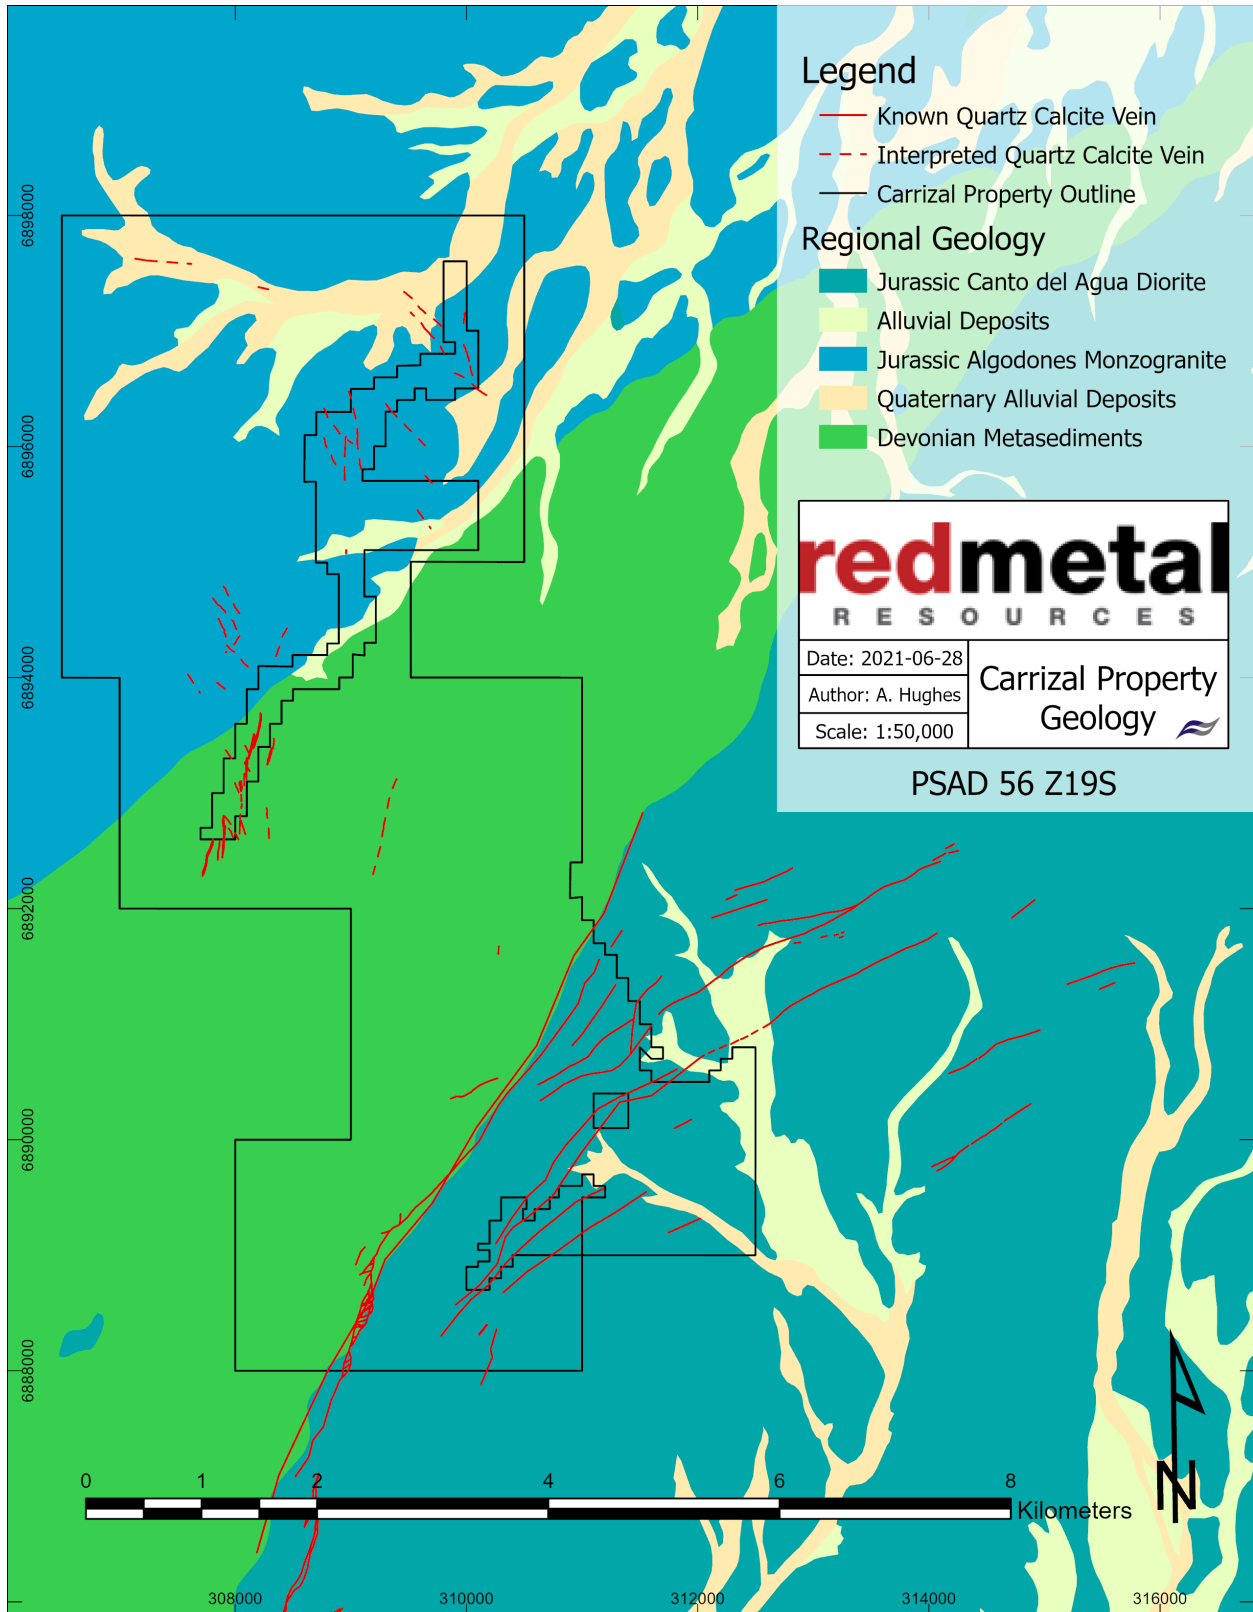 Legend
Known Quartz Calcite Vein
Interpreted Quartz Calcite Vein
Carrizal Property Outline
Regional Geology
Jurassic Canto del Agua Diorite
Alluvial Deposits
Jurassic Algodones Monzogranite
Quaternary Alluvial Deposits
Devonian Metasediments
redmetal
RESOURCES
Date: 2021-06-28
Author: A. Hughes
Scale: 1:50,000
Carrizal Property
Geology
PSAD 56 Z19S
6898000
6896000
6894000
6892000
6890000
6888000
0 1 2 4 6 8
Kilometers
N
308000 310000 312000 314000 316000